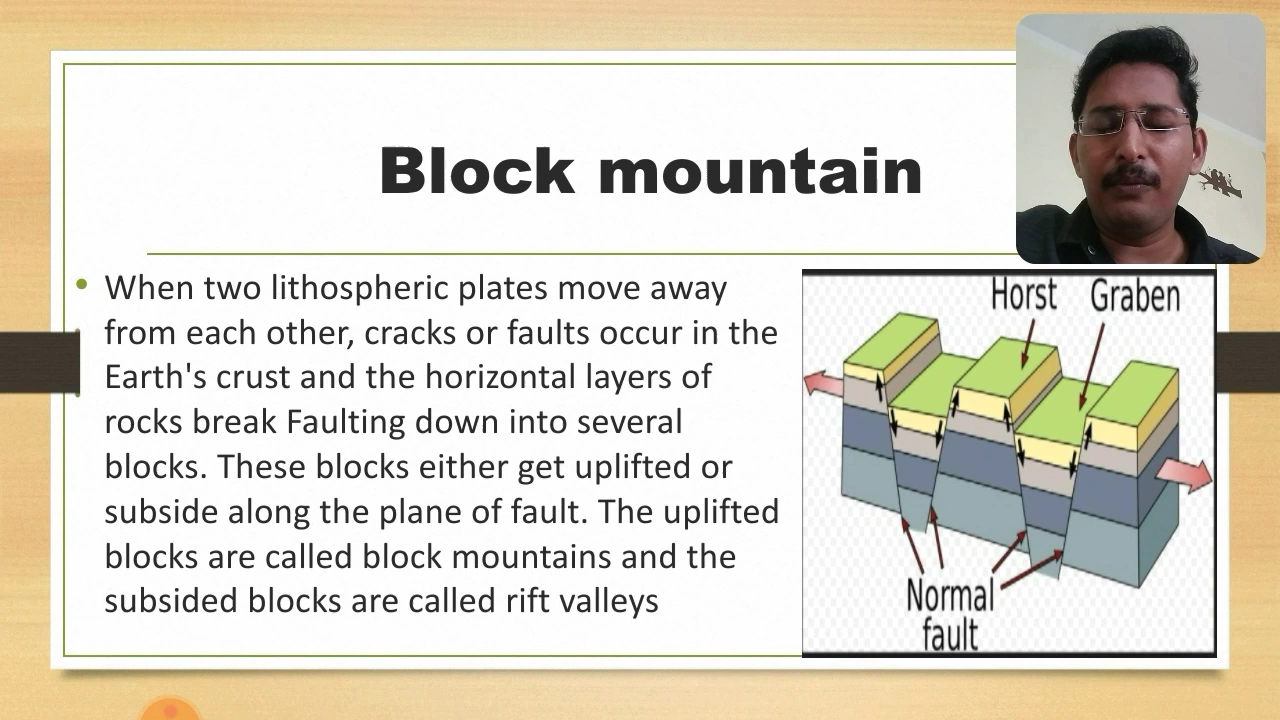 Block mountain
• When two lithospheric plates move away
from each other, cracks or faults occur in the
Earth's crust and the horizontal layers of
rocks break Faulting down into several
blocks. These blocks either get uplifted or
subside along the plane of fault. The uplifted
blocks are called block mountains and the
subsided blocks are called rift valleys
Horst Graben
Normal
fault